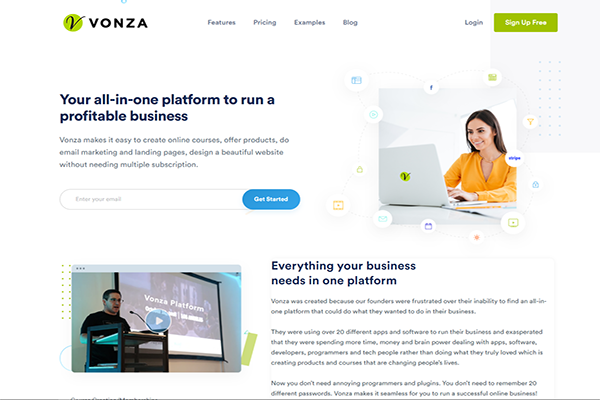 VONZA
Features Pricing Examples Blog Login Sign Up Free
Your all-in-one platform to run a
profitable business
Vonza makes it easy to create online courses, offer products, do
email marketing and landing pages, design a beautiful website
without needing multiple subscription.
Enter your email Get Started
stripe
Everything your business
needs in one platform
Vonza was created because our founders were frustrated over their inability to find an all-in-
one platform that could do what they wanted to do in their business.
Vonza Platform
They were using over 20 different apps and software to run their business and exasperated
that they were spending more time, money and brain power dealing with apps, software,
developers, programmers and tech people rather than doing what they truly loved which is
creating products and courses that are changing people's lives.
Now you don't need annoying programmers and plugins. You don't need to remember 20
different passwords. Vonza makes it seamless for you to run a successful online business!